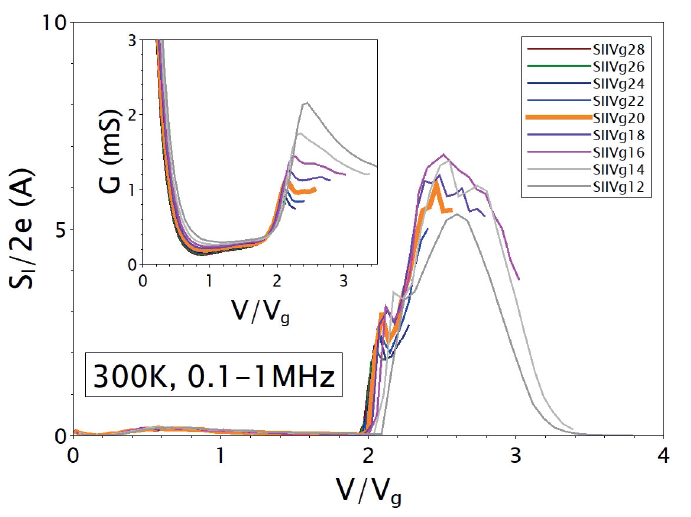 10
5
0
S_I/2e (A)
0
1
2
3
4
V/V_g
3
2
1
0
G (mS)
0
1
2
3
V/V_g
300K, 0.1–1MHz
SIIVg28
SIIVg26
SIIVg24
SIIVg22
SIIVg20
SIIVg18
SIIVg16
SIIVg14
SIIVg12